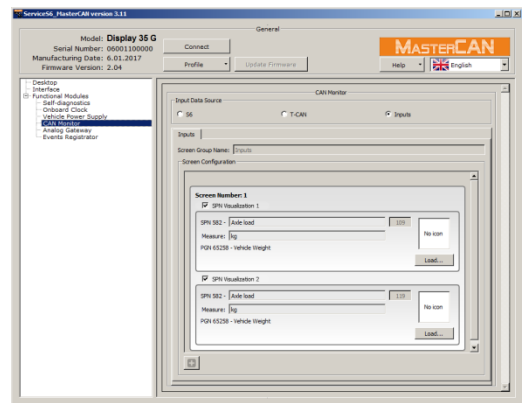 ServiceS6_MasterCAN version 3.11
General
Model: Display 35 G
Serial Number: 06001100000
Manufacturing Date: 6.01.2017
Firmware Version: 2.04
Connect
Profile
Update Firmware
MASTERCAN
Help
English
Desktop
Interface
Functional Modules
Self-diagnostics
Onboard Clock
Vehicle Power Supply
CAN Monitor
Analog Gateway
Events Registrator
CAN Monitor
Input Data Source
S6
T-CAN
Inputs
Inputs
Screen Group Name: Inputs
Screen Configuration
Screen Number: 1
SPN Visualization 1
SPN 582 - Axle load
Measure: kg
No icon
PGN 65258 - Vehicle Weight
Load...
SPN Visualization 2
SPN 582 - Axle load
Measure: kg
No icon
PGN 65258 - Vehicle Weight
Load...